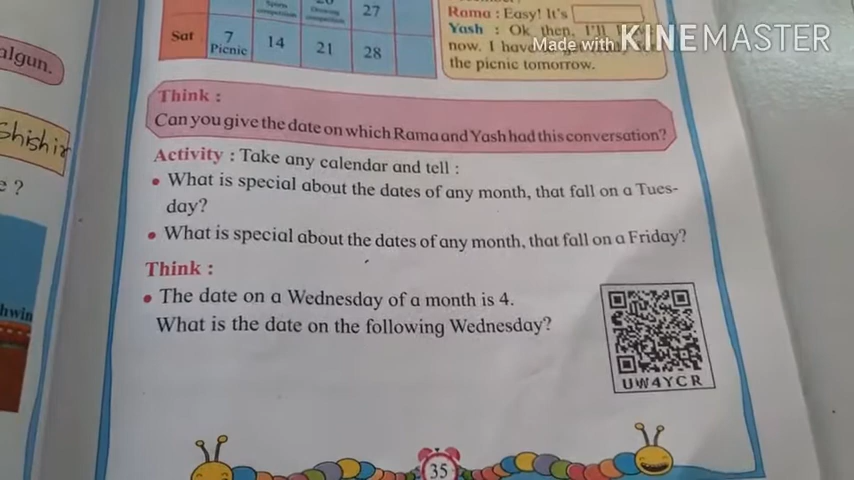 algun.
Shishir
e ?
hwin
Sat
7
Picnic
14
21
28
27
Rama : Easy! It's
Yash : Ok then, I'll
now. I have
the picnic tomorrow.
Made with KINEMASTER
Think :
Can you give the date on which Rama and Yash had this conversation?
Activity : Take any calendar and tell :
• What is special about the dates of any month, that fall on a Tues-
day?
• What is special about the dates of any month, that fall on a Friday?
Think :
• The date on a Wednesday of a month is 4.
What is the date on the following Wednesday?
UW4YCR
35